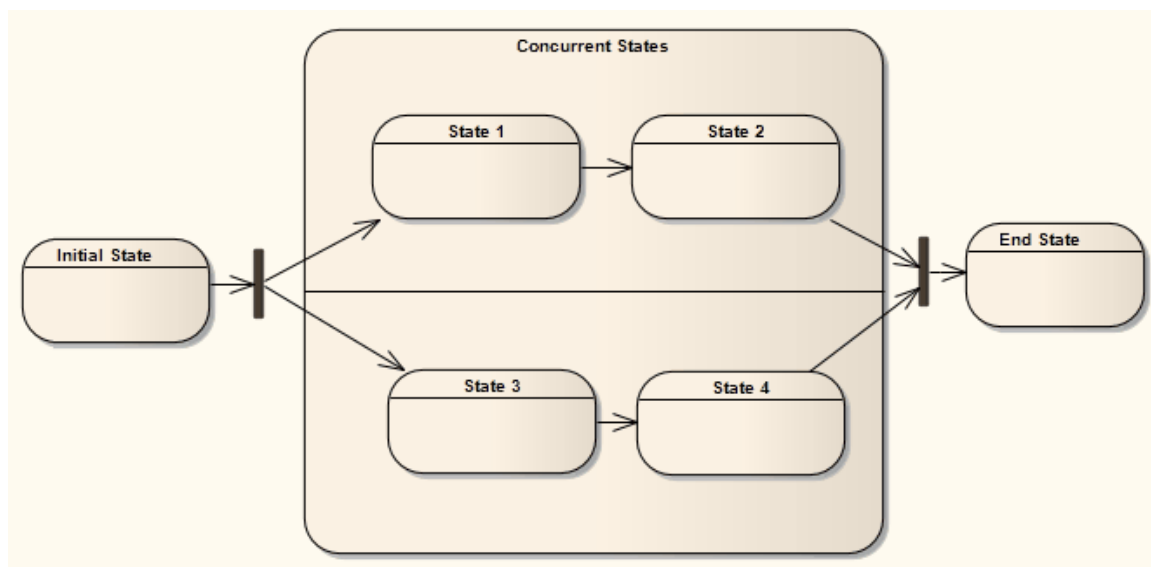 Concurrent States
State 1
State 2
Initial State
End State
State 3
State 4